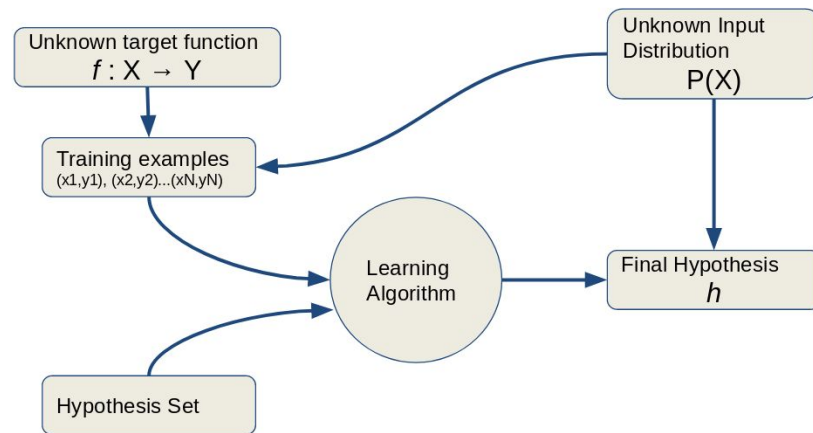 Unknown target function
f : X → Y
Unknown Input
Distribution
P(X)
Training examples
(x1,y1), (x2,y2)...(xN,yN)
Learning
Algorithm
Final Hypothesis
h
Hypothesis Set